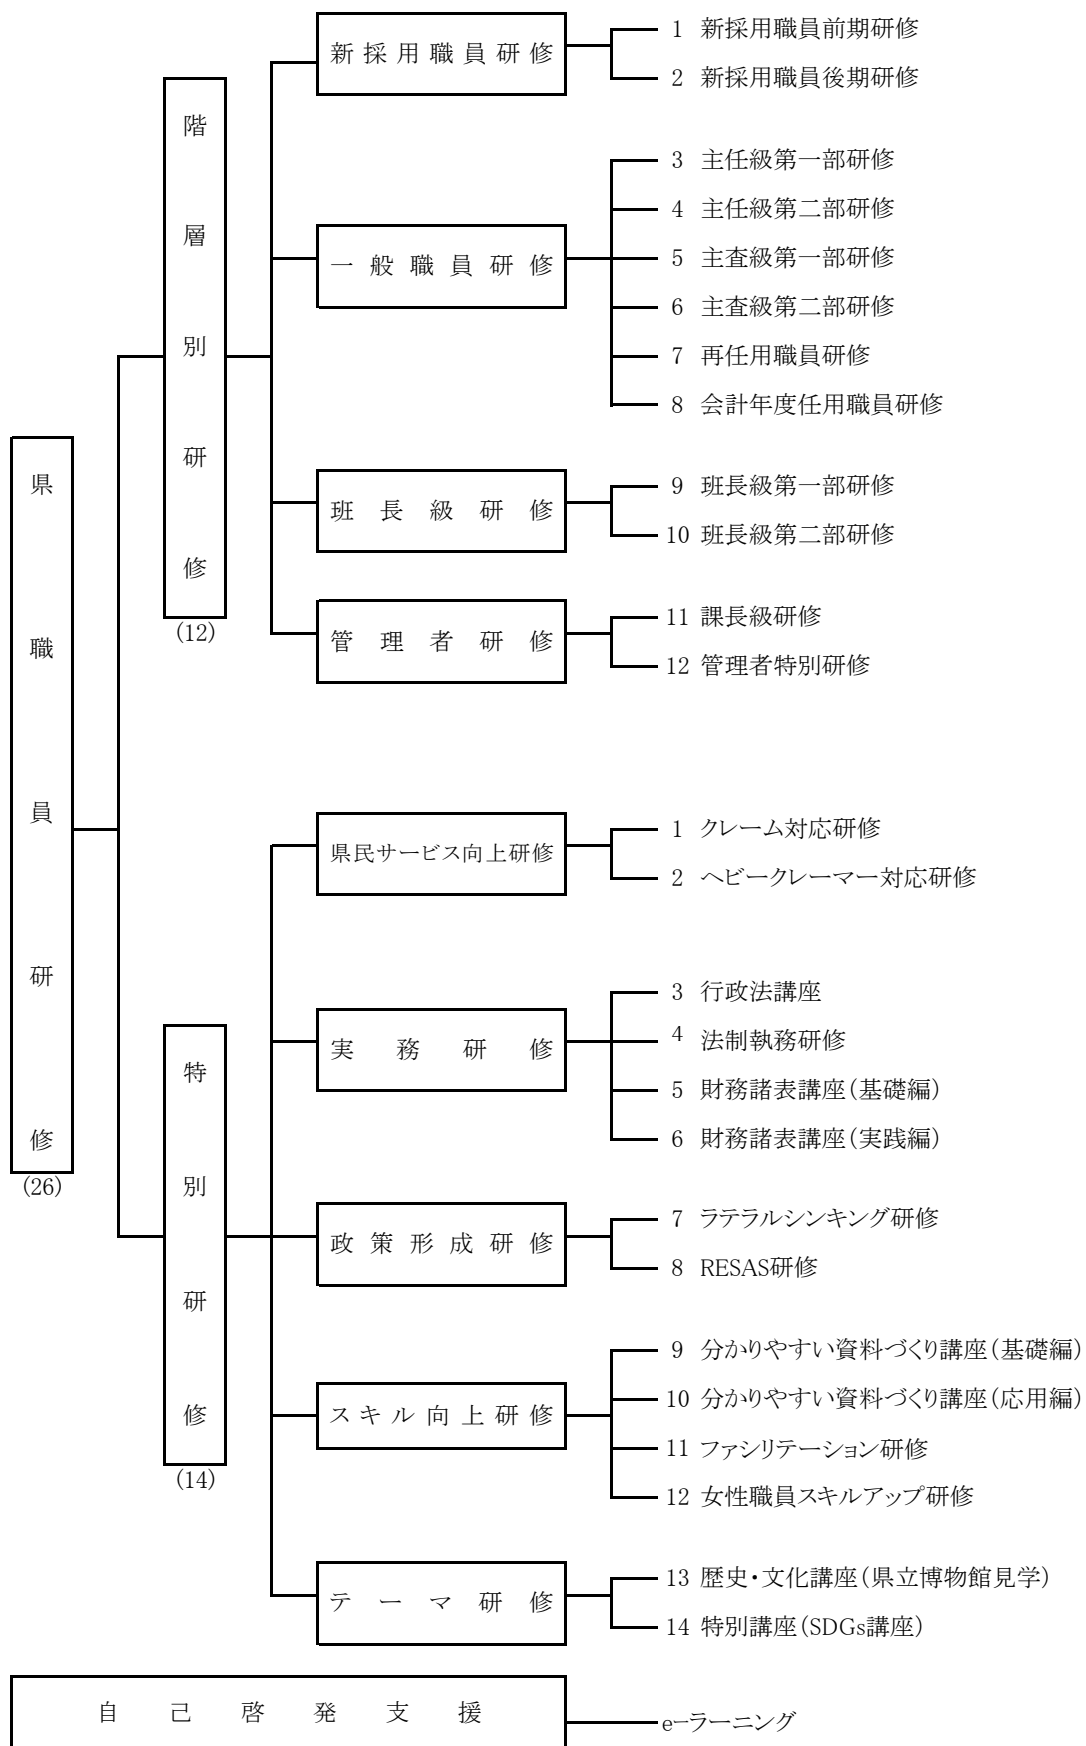 県職員研修
(26)
階層別研修
(12)
新採用職員研修
1 新採用職員前期研修
2 新採用職員後期研修
一般職員研修
3 主任級第一部研修
4 主任級第二部研修
5 主査級第一部研修
6 主査級第二部研修
7 再任用職員研修
8 会計年度任用職員研修
班長級研修
9 班長級第一部研修
10 班長級第二部研修
管理者研修
11 課長級研修
12 管理者特別研修
特別研修
(14)
県民サービス向上研修
1 クレーム対応研修
2 ヘビークレーマー対応研修
実務研修
3 行政法講座
4 法制執務研修
5 財務諸表講座(基礎編)
6 財務諸表講座(実践編)
政策形成研修
7 ラテラルシンキング研修
8 RESAS研修
スキル向上研修
9 分かりやすい資料づくり講座(基礎編)
10 分かりやすい資料づくり講座(応用編)
11 ファシリテーション研修
12 女性職員スキルアップ研修
テーマ研修
13 歴史・文化講座(県立博物館見学)
14 特別講座(SDGs講座)
自己啓発支援
e-ラーニング